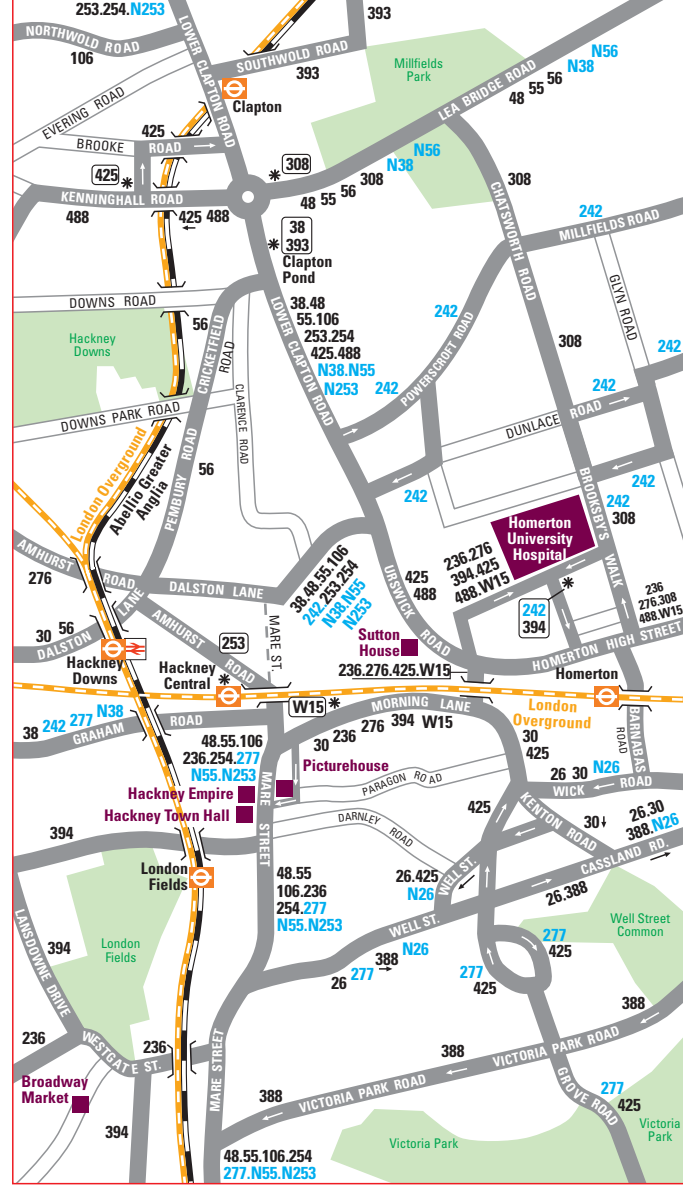 253.254.N253
393
NORTHWOLD ROAD
106
LOWER CLAPTON ROAD
SOUTHWOLD ROAD
393
Millfields
Park
N56
N38
56
55
48
LEA BRIDGE ROAD
Clapton
EVERING ROAD
425
BROOKE ROAD
425 *
* 308
N56
N38
308
56
55
48
KENNINGHALL ROAD
488
425
488
308
CHATSWORTH ROAD
242
MILLFIELDS ROAD
38
* 393
Clapton
Pond
DOWNS ROAD
56
Hackney
Downs
CRICKETFIELD ROAD
LOWER CLAPTON ROAD
38.48
55.106
253.254
425.488
N38.N55
N253
242
242
POWERSCROFT ROAD
GLYN ROAD
308
242
242
DOWNS PARK ROAD
CLARENCE ROAD
DUNLACE ROAD
London Overground
Abellio Greater
Anglia
PEMBURY ROAD
56
242
242
BROOKSBY'S WALK
242
308
Homerton
University
Hospital
AMHURST ROAD
276
DALSTON LANE
38.48.55.106
242.253.254
N38.N55
N253
URSWICK ROAD
425
488
236.276
394.425
488.W15
*
242
394
236
276.308
488.W15
30
56
DALSTON LANE
AMHURST ROAD
253
*
MARE ST.
Sutton
House
236.276.425.W15
HOMERTON HIGH STREET
Hackney
Downs
Hackney
Central
Homerton
W15 *
London
Overground
38
242
277
N38
GRAHAM ROAD
MORNING LANE
30
236
276
394
W15
30
425
BARNABAS ROAD
48.55.106
236.254.277
N55.N253
Picturehouse
Hackney Empire
Hackney Town Hall
MARE STREET
PARAGON ROAD
DARNLEY ROAD
26
30
N26
WICK ROAD
425
KENTON ROAD
30
26.30
388.N26
CASSLAND RD.
394
London
Fields
48.55
106.236
254.277
N55.N253
26.425
N26
WELL ST.
26.388
WELL ST.
N26
Well Street
Common
LANSDOWNE DRIVE
394
London
Fields
26
277
388
277
425
277
425
388
236
WESTGATE ST.
236
MARE STREET
388
VICTORIA PARK ROAD
Broadway
Market
394
388
VICTORIA PARK ROAD
GROVE ROAD
277
425
Victoria Park
Victoria
Park
48.55.106.254
277.N55.N253